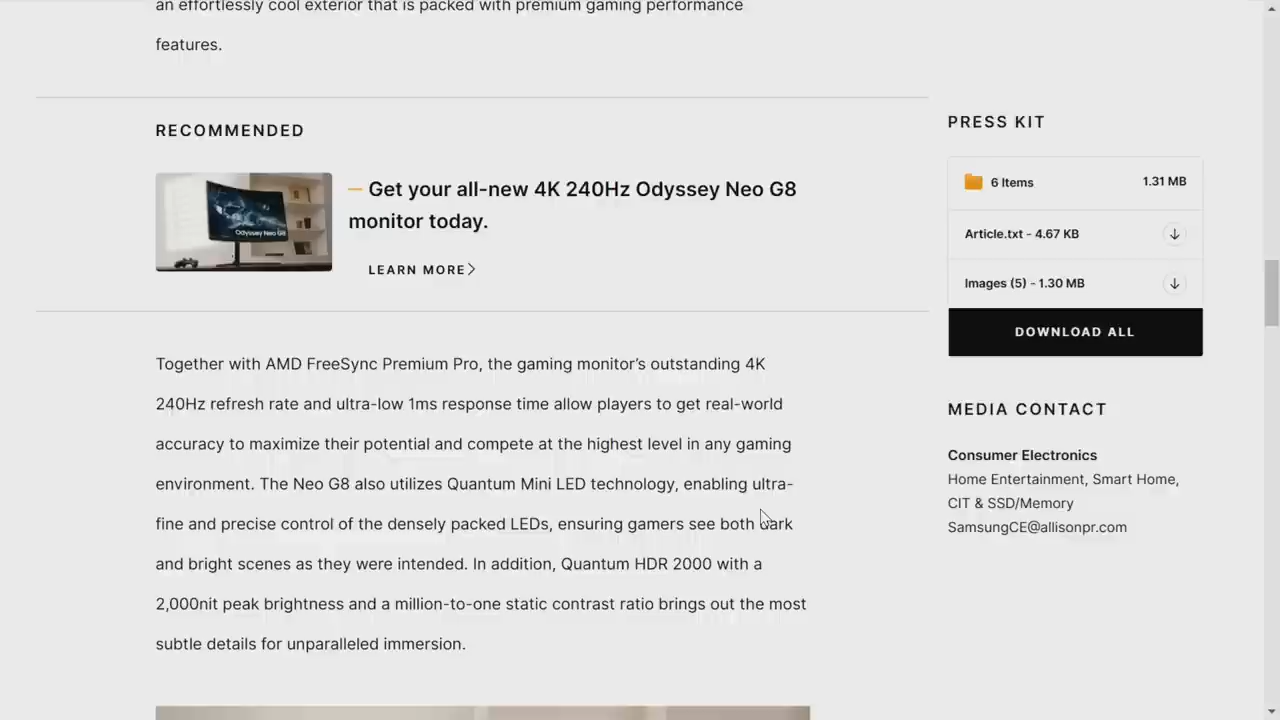 an effortlessly cool exterior that is packed with premium gaming performance
features.
RECOMMENDED
Get your all-new 4K 240Hz Odyssey Neo G8
monitor today.
Odyssey Neo G8
LEARN MORE
Together with AMD FreeSync Premium Pro, the gaming monitor’s outstanding 4K
240Hz refresh rate and ultra-low 1ms response time allow players to get real-world
accuracy to maximize their potential and compete at the highest level in any gaming
environment. The Neo G8 also utilizes Quantum Mini LED technology, enabling ultra-
fine and precise control of the densely packed LEDs, ensuring gamers see both dark
and bright scenes as they were intended. In addition, Quantum HDR 2000 with a
2,000nit peak brightness and a million-to-one static contrast ratio brings out the most
subtle details for unparalleled immersion.
PRESS KIT
6 Items 1.31 MB
Article.txt - 4.67 KB
Images (5) - 1.30 MB
DOWNLOAD ALL
MEDIA CONTACT
Consumer Electronics
Home Entertainment, Smart Home,
CIT & SSD/Memory
SamsungCE@allisonpr.com